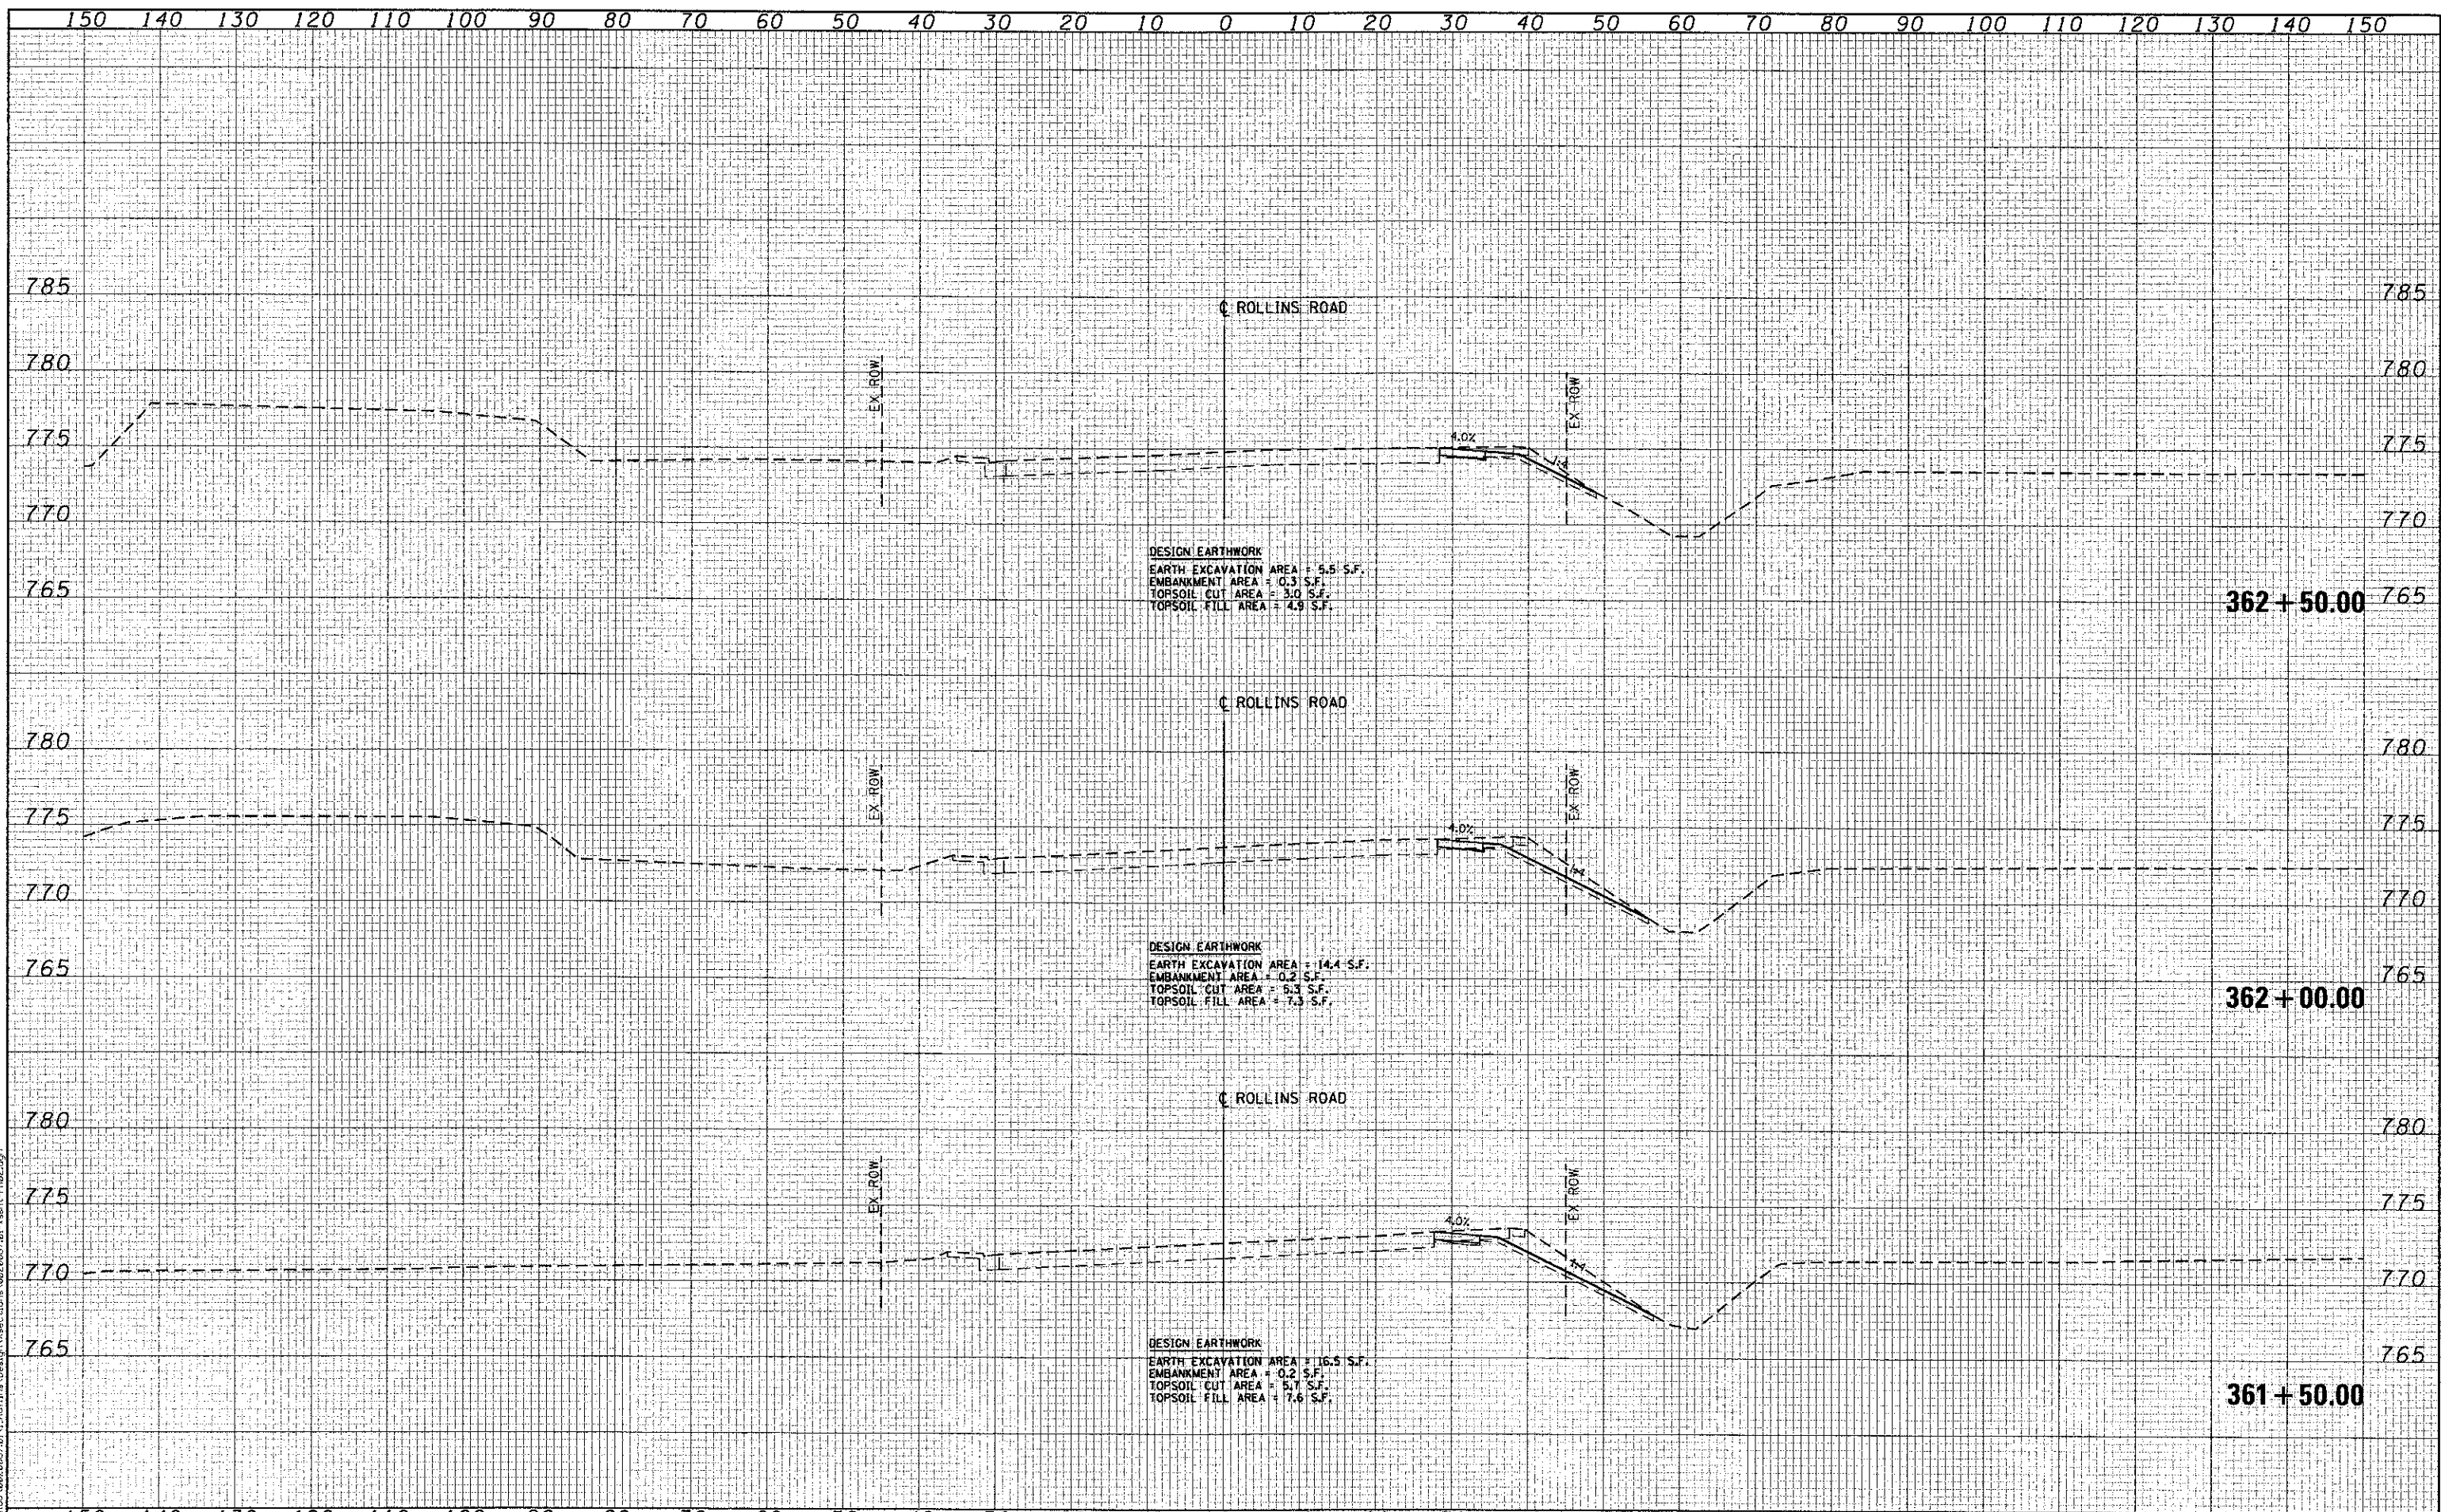 150 140 130 120 110 100 90 80 70 60 50 40 30 20 10 0 10 20 30 40 50 60 70 80 90 100 110 120 130 140 150
785 785
℄ ROLLINS ROAD
780 780
EX ROW EX ROW
775 775
4.0%
1:4
770 770
DESIGN EARTHWORK
EARTH EXCAVATION AREA = 5.5 S.F.
EMBANKMENT AREA = 0.3 S.F.
TOPSOIL CUT AREA = 3.0 S.F.
TOPSOIL FILL AREA = 4.9 S.F.
765 362 + 50.00 765
℄ ROLLINS ROAD
780 780
EX ROW EX ROW
775 775
4.0%
1:4
770 770
DESIGN EARTHWORK
EARTH EXCAVATION AREA = 14.4 S.F.
EMBANKMENT AREA = 0.2 S.F.
TOPSOIL CUT AREA = 5.3 S.F.
TOPSOIL FILL AREA = 7.3 S.F.
765 765
362 + 00.00
℄ ROLLINS ROAD
780 780
EX ROW EX ROW
775 775
4.0%
1:4
770 770
DESIGN EARTHWORK
EARTH EXCAVATION AREA = 16.5 S.F.
EMBANKMENT AREA = 0.2 S.F.
TOPSOIL CUT AREA = 5.7 S.F.
TOPSOIL FILL AREA = 7.6 S.F.
765 765
361 + 50.00